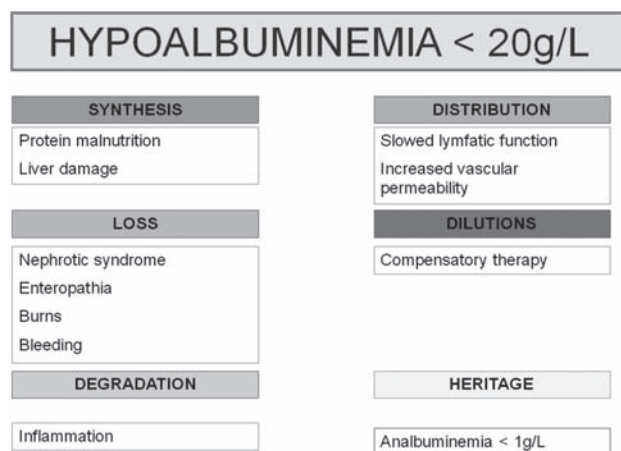 HYPOALBUMINEMIA < 20g/L
SYNTHESIS
Protein malnutrition
Liver damage
DISTRIBUTION
Slowed lymfatic function
Increased vascular
permeability
LOSS
Nephrotic syndrome
Enteropathia
Burns
Bleeding
DILUTIONS
Compensatory therapy
DEGRADATION
Inflammation
HERITAGE
Analbuminemia < 1g/L